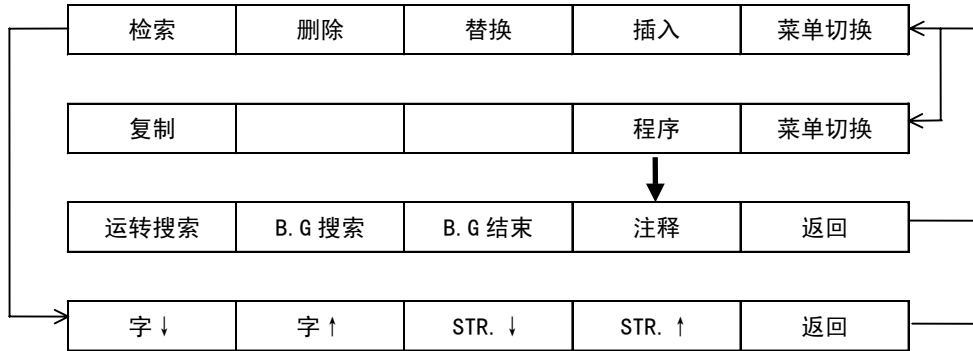 检索 删除 替换 插入 菜单切换
复制 程序 菜单切换
运转搜索 B.G搜索 B.G结束 注释 返回
字↓ 字↑ STR.↓ STR.↑ 返回